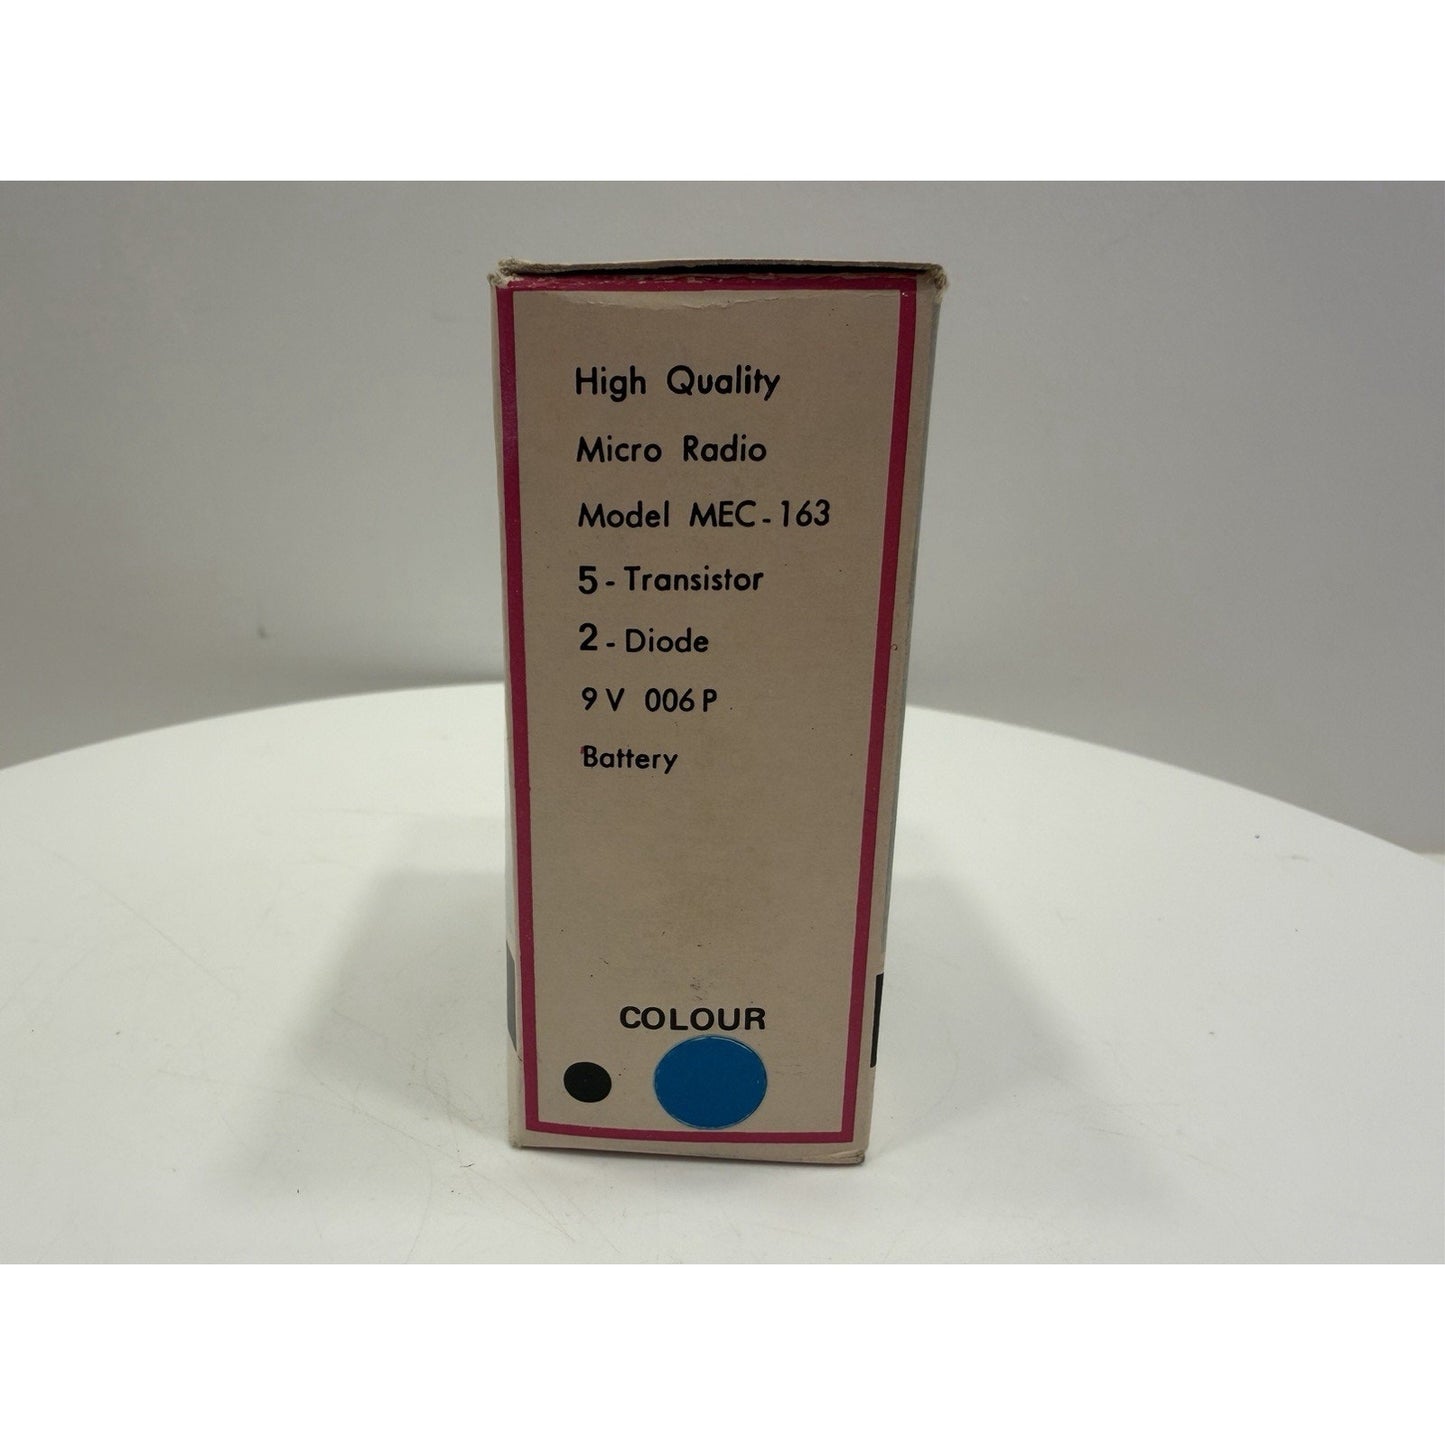 High Quality
Micro Radio
Model MEC-163
5-Transistor
2-Diode
9V 006P
Battery
COLOUR